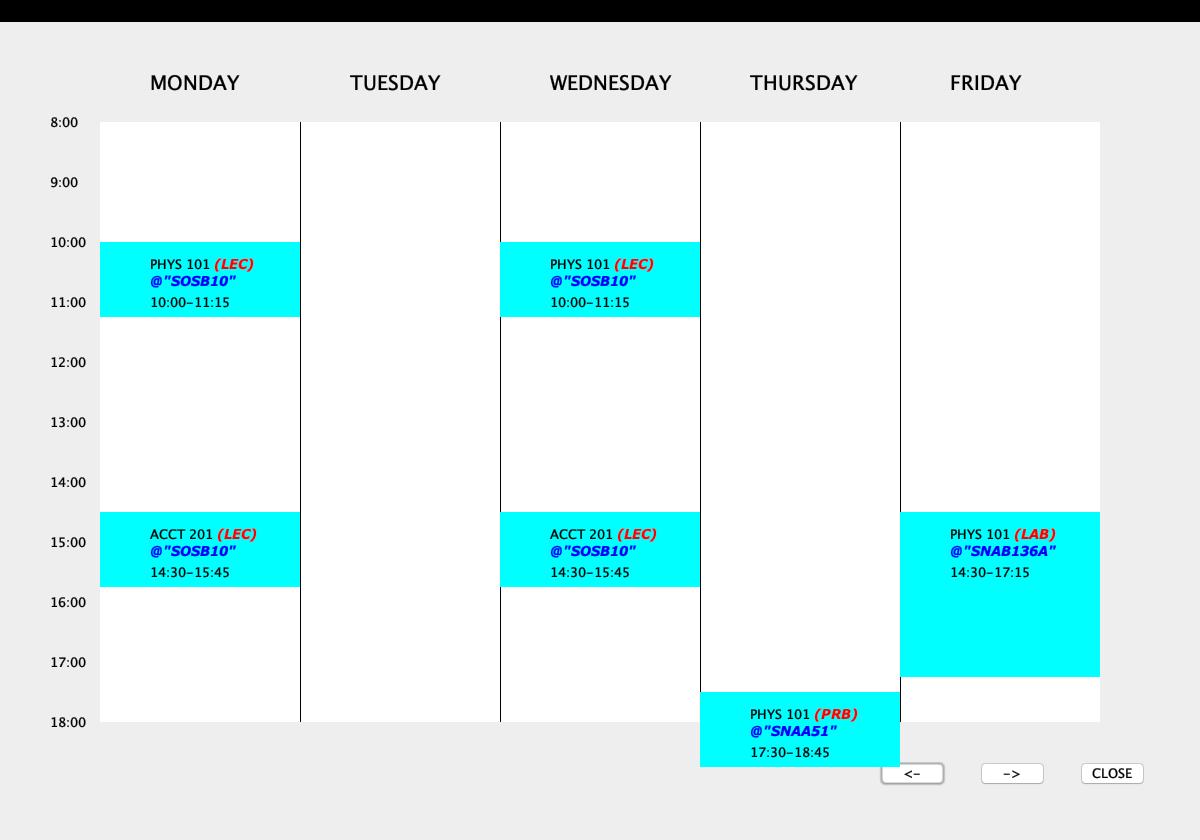 MONDAY TUESDAY WEDNESDAY THURSDAY FRIDAY
8:00
9:00
10:00
PHYS 101 (LEC) PHYS 101 (LEC)
@"SOSB10" @"SOSB10"
11:00 10:00-11:15 10:00-11:15
12:00
13:00
14:00
ACCT 201 (LEC) ACCT 201 (LEC) PHYS 101 (LAB)
15:00 @"SOSB10" @"SOSB10" @"SNAB136A"
14:30-15:45 14:30-15:45 14:30-17:15
16:00
17:00
18:00 PHYS 101 (PRB)
@"SNAA51"
17:30-18:45
<- -> CLOSE